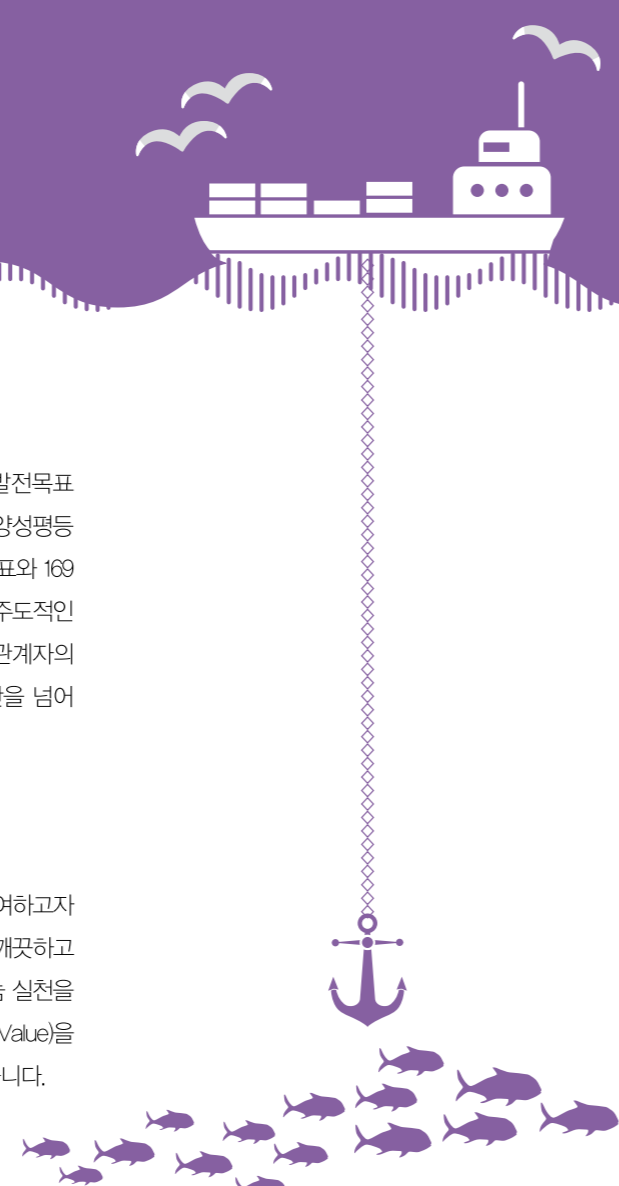 발전목표
양성평등
표와 169
주도적인
관계자의
을 넘어
여하고자
깨끗하고
실천을
Value)을
니다.